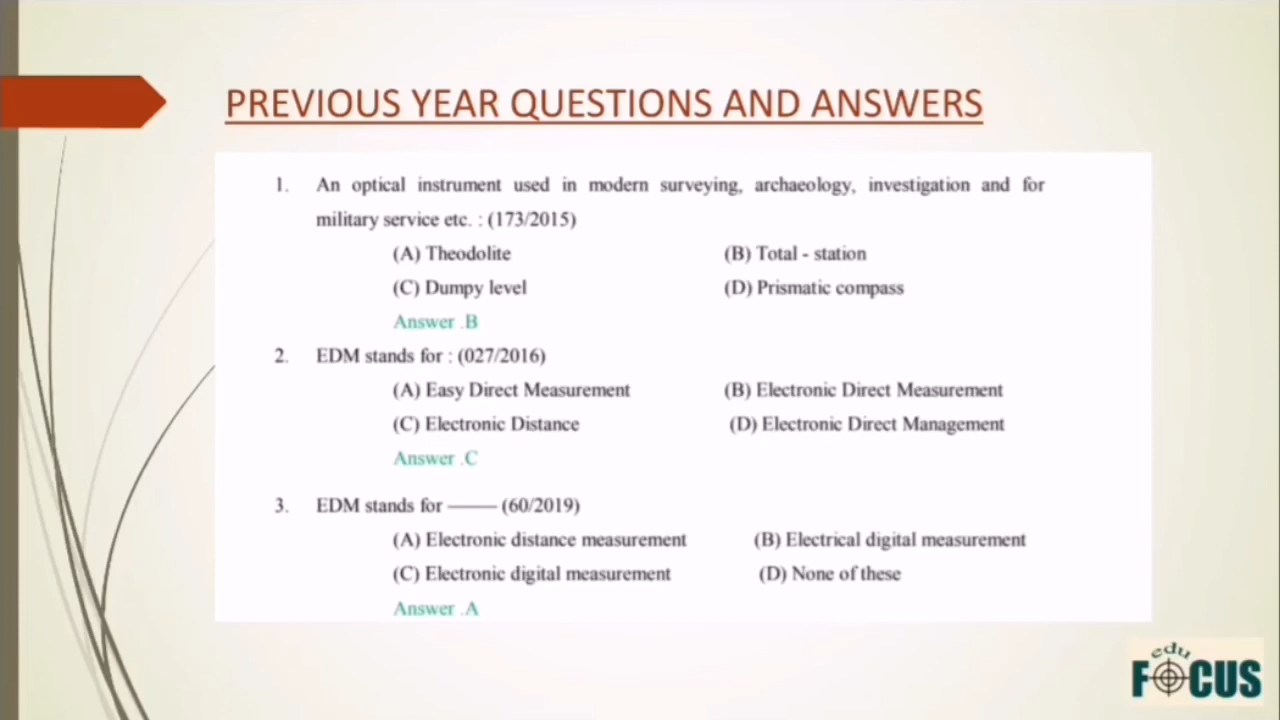 PREVIOUS YEAR QUESTIONS AND ANSWERS
1. An optical instrument used in modern surveying, archaeology, investigation and for
military service etc. : (173/2015)
(A) Theodolite (B) Total - station
(C) Dumpy level (D) Prismatic compass
Answer .B
2. EDM stands for : (027/2016)
(A) Easy Direct Measurement (B) Electronic Direct Measurement
(C) Electronic Distance (D) Electronic Direct Management
Answer .C
3. EDM stands for —— (60/2019)
(A) Electronic distance measurement (B) Electrical digital measurement
(C) Electronic digital measurement (D) None of these
Answer .A
edu
FOCUS